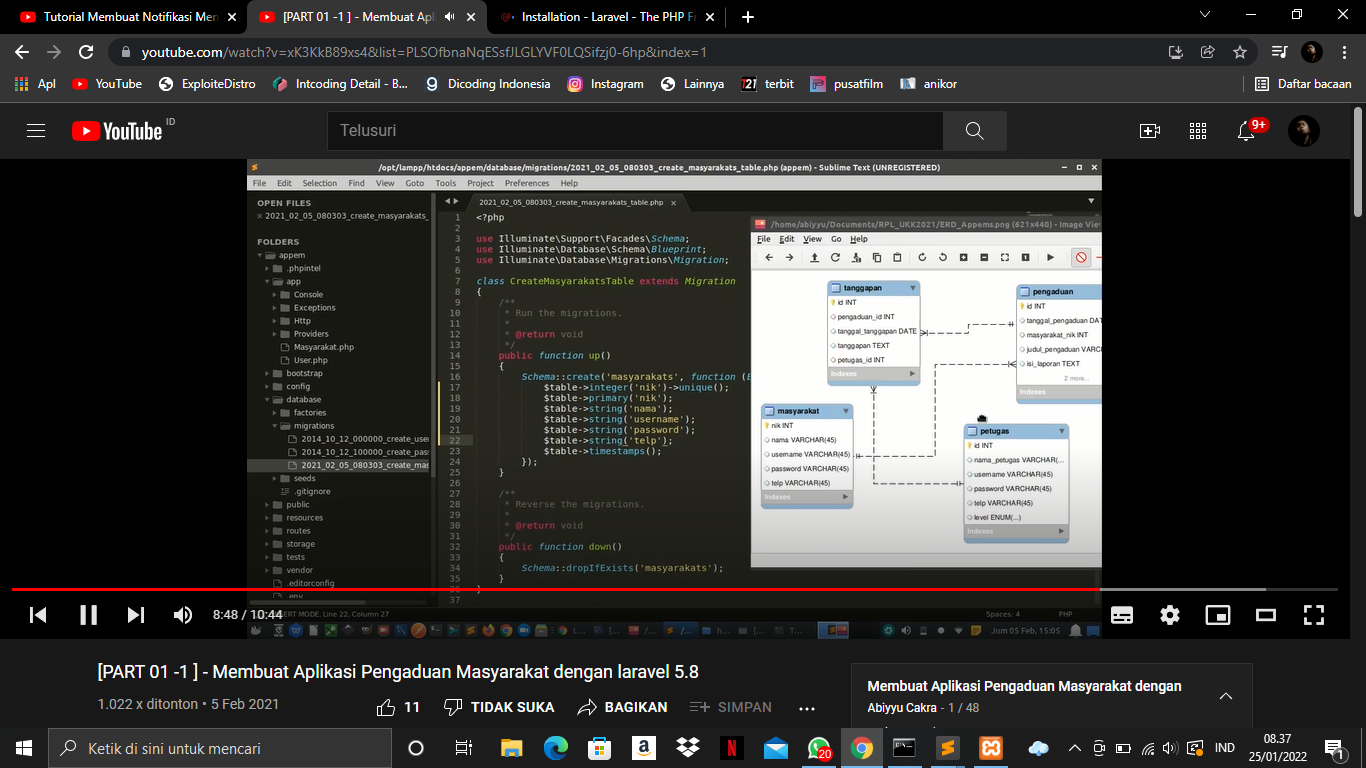 Tutorial Membuat Notifikasi Mer
[PART 01 -1 ] - Membuat Apl
Installation - Laravel - The PHP Fr
youtube.com/watch?v=xK3KkB89xs4&list=PLSOfbnaNqESsfJLGLYVF0LQSifzj0-6hp&index=1
Apl
YouTube
ExploiteDistro
Intcoding Detail - B...
Dicoding Indonesia
Instagram
Lainnya
terbit
pusatfilm
anikor
Daftar bacaan
YouTube ID
Telusuri
9+
/opt/lampp/htdocs/appem/database/migrations/2021_02_05_080303_create_masyarakats_table.php (appem) - Sublime Text (UNREGISTERED)
File Edit Selection Find View Goto Tools Project Preferences Help
OPEN FILES
2021_02_05_080303_create_masyarakats_
FOLDERS
appem
.phpintel
app
Console
Exceptions
Http
Providers
Masyarakat.php
User.php
bootstrap
config
database
factories
migrations
2014_10_12_000000_create_user
2014_10_12_100000_create_pas
2021_02_05_080303_create_mas
seeds
.gitignore
public
resources
routes
storage
tests
vendor
.editorconfig
.env
2021_02_05_080303_create_masyarakats_table.php
1 <?php
2
3 use Illuminate\Support\Facades\Schema;
4 use Illuminate\Database\Schema\Blueprint;
5 use Illuminate\Database\Migrations\Migration;
6
7 class CreateMasyarakatsTable extends Migration
8 {
9 /**
10 * Run the migrations.
11 *
12 * @return void
13 */
14 public function up()
15 {
16 Schema::create('masyarakats', function (B
17 $table->integer('nik')->unique();
18 $table->primary('nik');
19 $table->string('nama');
20 $table->string('username');
21 $table->string('password');
22 $table->string('telp');
23 $table->timestamps();
24 });
25 }
26
27 /**
28 * Reverse the migrations.
29 *
30 * @return void
31 */
32 public function down()
33 {
34 Schema::dropIfExists('masyarakats');
35 }
36 }
37
/home/abiyyu/Documents/RPL_UKK2021/ERD_Appems.png (621x440) - Image Vie
File Edit View Go Help
tanggapan
id INT
pengaduan_id INT
tanggal_tanggapan DATE
tanggapan TEXT
petugas_id INT
Indexes
pengaduan
id INT
tanggal_pengaduan DAT
masyarakat_nik INT
judul_pengaduan VARC
isi_laporan TEXT
2 more...
Indexes
masyarakat
nik INT
nama VARCHAR(45)
username VARCHAR(45)
password VARCHAR(45)
telp VARCHAR(45)
Indexes
petugas
id INT
nama_petugas VARCHAR(...
username VARCHAR(45)
password VARCHAR(45)
telp VARCHAR(45)
level ENUM(...)
Indexes
INSERT MODE, Line 22, Column 27
Spaces: 4
PHP
Jum 05 Feb, 15:05
8:48 / 10:44
[PART 01 -1 ] - Membuat Aplikasi Pengaduan Masyarakat dengan laravel 5.8
1.022 x ditonton • 5 Feb 2021
11
TIDAK SUKA
BAGIKAN
SIMPAN
Membuat Aplikasi Pengaduan Masyarakat dengan
Abiyyu Cakra - 1 / 48
Ketik di sini untuk mencari
20
IND
08.37
25/01/2022
1